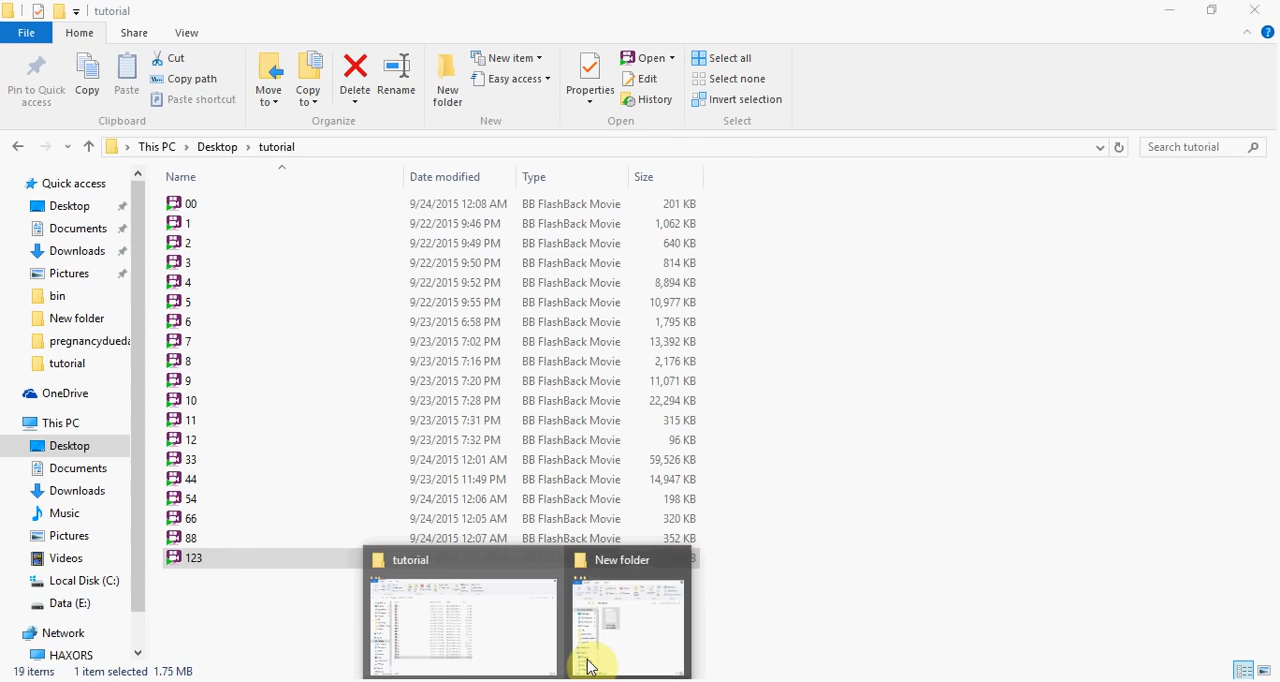 tutorial
File Home Share View
Pin to Quick access
Copy
Paste
Cut
Copy path
Paste shortcut
Clipboard
Move to
Copy to
Delete
Rename
Organize
New folder
New item
Easy access
New
Properties
Open
Edit
History
Open
Select all
Select none
Invert selection
Select
This PC Desktop tutorial
Search tutorial
Quick access
Desktop
Documents
Downloads
Pictures
bin
New folder
pregnancydueda
tutorial
OneDrive
This PC
Desktop
Documents
Downloads
Music
Pictures
Videos
Local Disk (C:)
Data (E:)
Network
HAXORS
Name Date modified Type Size
00 9/24/2015 12:08 AM BB FlashBack Movie 201 KB
1 9/22/2015 9:46 PM BB FlashBack Movie 1,062 KB
2 9/22/2015 9:49 PM BB FlashBack Movie 640 KB
3 9/22/2015 9:50 PM BB FlashBack Movie 814 KB
4 9/22/2015 9:52 PM BB FlashBack Movie 8,894 KB
5 9/22/2015 9:55 PM BB FlashBack Movie 10,977 KB
6 9/23/2015 6:58 PM BB FlashBack Movie 1,795 KB
7 9/23/2015 7:02 PM BB FlashBack Movie 13,392 KB
8 9/23/2015 7:16 PM BB FlashBack Movie 2,176 KB
9 9/23/2015 7:20 PM BB FlashBack Movie 11,071 KB
10 9/23/2015 7:28 PM BB FlashBack Movie 22,294 KB
11 9/23/2015 7:31 PM BB FlashBack Movie 315 KB
12 9/23/2015 7:32 PM BB FlashBack Movie 96 KB
33 9/24/2015 12:01 AM BB FlashBack Movie 59,526 KB
44 9/23/2015 11:49 PM BB FlashBack Movie 14,947 KB
54 9/24/2015 12:06 AM BB FlashBack Movie 198 KB
66 9/24/2015 12:05 AM BB FlashBack Movie 320 KB
88 9/24/2015 12:07 AM BB FlashBack Movie 352 KB
123
tutorial
New folder
19 items 1 item selected 1.75 MB